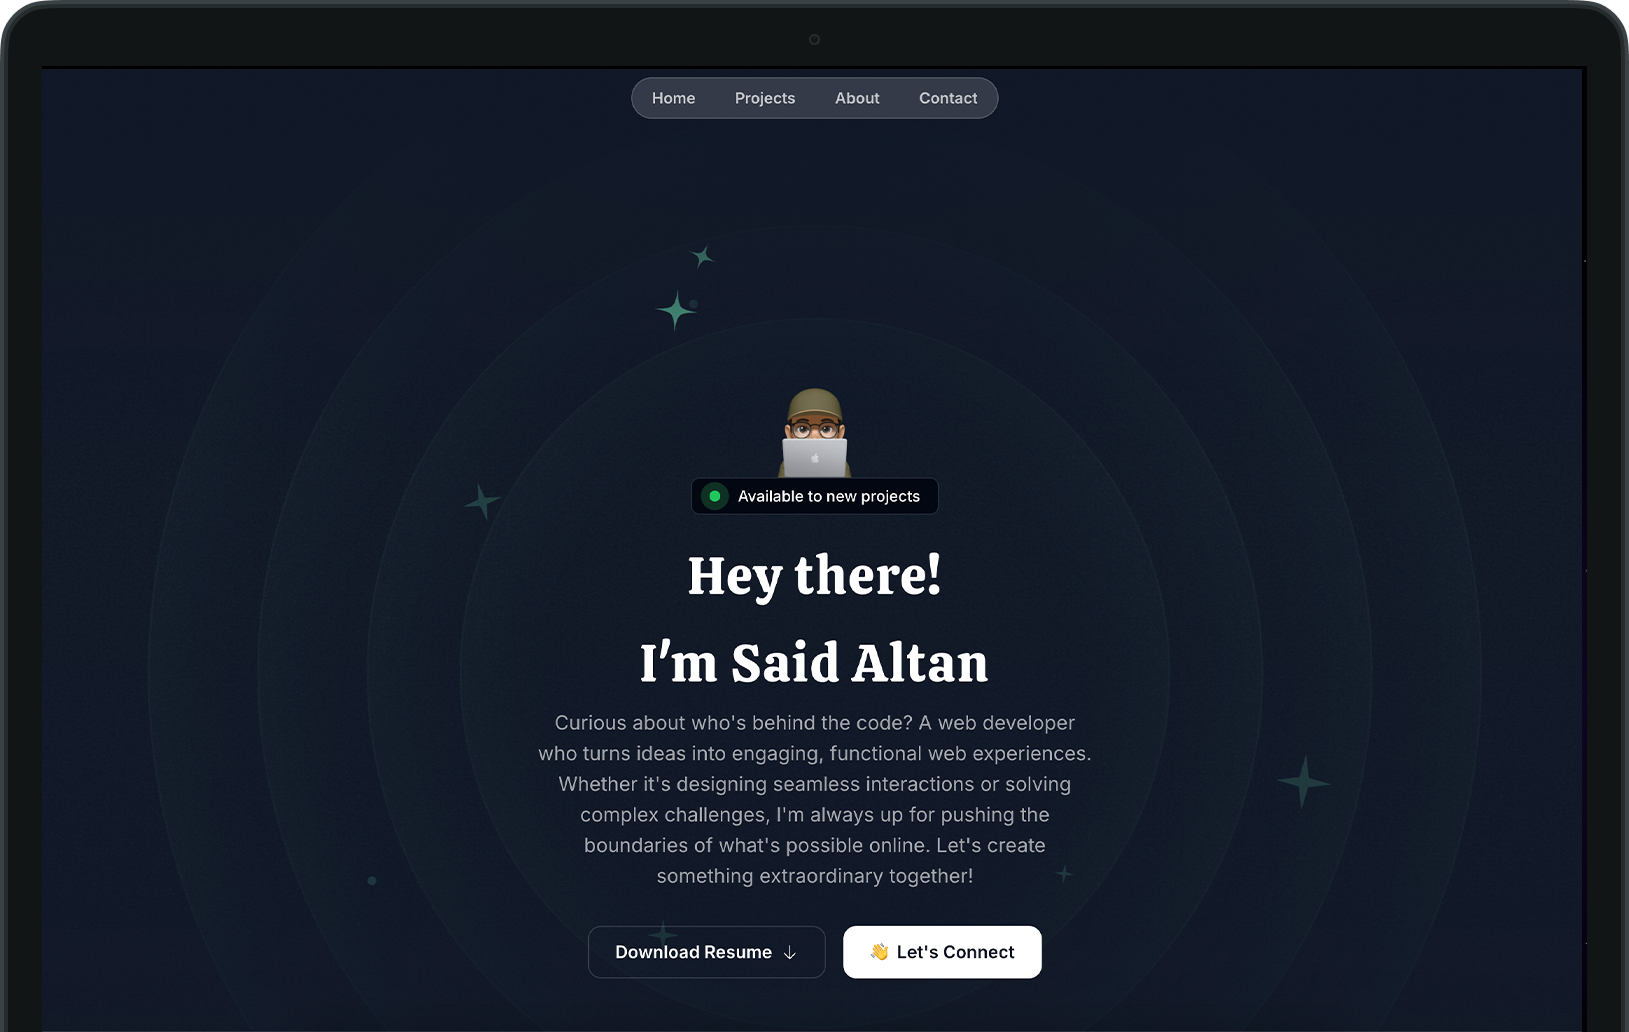 Home Projects About Contact
Available to new projects
Hey there!
I'm Said Altan
Curious about who's behind the code? A web developer
who turns ideas into engaging, functional web experiences.
Whether it's designing seamless interactions or solving
complex challenges, I'm always up for pushing the
boundaries of what's possible online. Let's create
something extraordinary together!
Download Resume ↓ 👋 Let's Connect